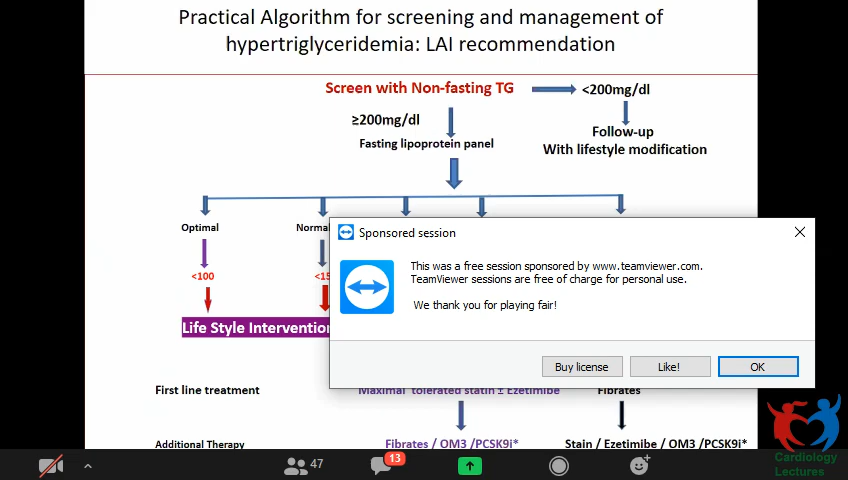 Practical Algorithm for screening and management of
hypertriglyceridemia: LAI recommendation
Screen with Non-fasting TG
<200mg/dl
≥200mg/dl
Fasting lipoprotein panel
Follow-up
With lifestyle modification
Optimal
Normal
<100
<15
Life Style Intervention
Sponsored session
This was a free session sponsored by www.teamviewer.com.
TeamViewer sessions are free of charge for personal use.
We thank you for playing fair!
Buy license
Like!
OK
First line treatment
Maximal tolerated statin ± Ezetimibe
Fibrates
Additional Therapy
Fibrates / OM3 /PCSK9i*
Stain / Ezetimibe / OM3 /PCSK9i*
47
13
Cardiology
Lectures